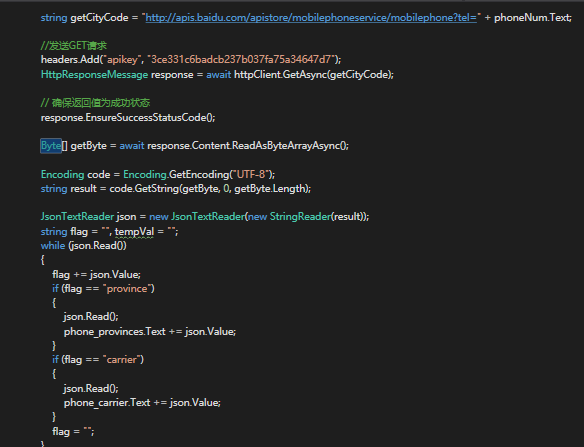 string getCityCode = "http://apis.baidu.com/apistore/mobilephoneservice/mobilephone?tel=" + phoneNum.Text;
//发送GET请求
headers.Add("apikey", "3ce331c6badcb237b037fa75a34647d7");
HttpResponseMessage response = await httpClient.GetAsync(getCityCode);
// 确保返回值为成功状态
response.EnsureSuccessStatusCode();
Byte[] getByte = await response.Content.ReadAsByteArrayAsync();
Encoding code = Encoding.GetEncoding("UTF-8");
string result = code.GetString(getByte, 0, getByte.Length);
JsonTextReader json = new JsonTextReader(new StringReader(result));
string flag = "", tempVal = "";
while (json.Read())
{
flag += json.Value;
if (flag == "province")
{
json.Read();
phone_provinces.Text += json.Value;
}
if (flag == "carrier")
{
json.Read();
phone_carrier.Text += json.Value;
}
flag = "";
}